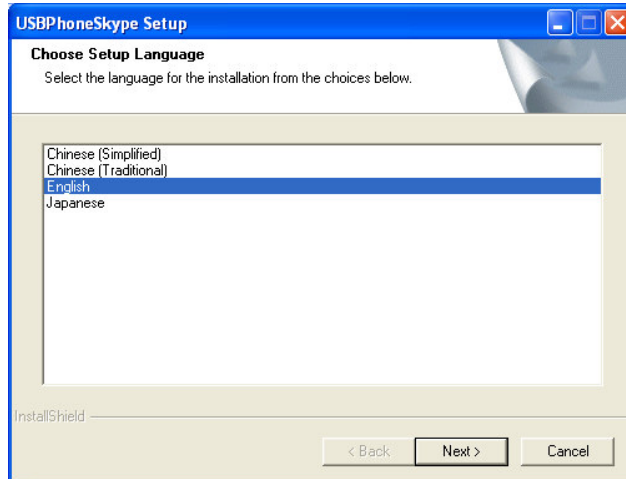 USBPhoneSkype Setup
Choose Setup Language
Select the language for the installation from the choices below.
Chinese (Simplified)
Chinese (Traditional)
English
Japanese
InstallShield
< Back Next > Cancel